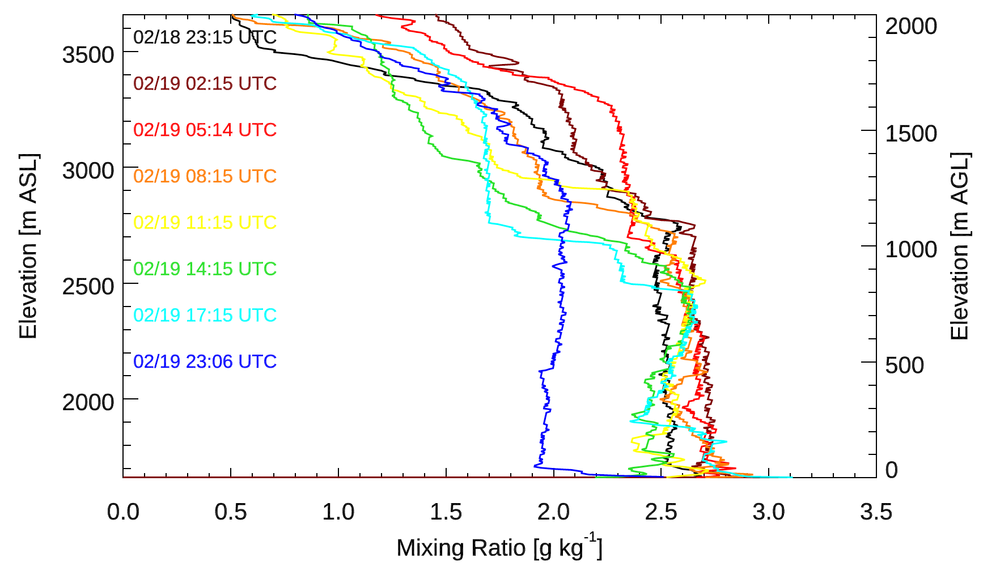 02/18 23:15 UTC
02/19 02:15 UTC
02/19 05:14 UTC
02/19 08:15 UTC
02/19 11:15 UTC
02/19 14:15 UTC
02/19 17:15 UTC
02/19 23:06 UTC
Elevation [m ASL]
3500
3000
2500
2000
2000
1500
1000
500
0
Elevation [m AGL]
0.0 0.5 1.0 1.5 2.0 2.5 3.0 3.5
Mixing Ratio [g kg⁻¹]